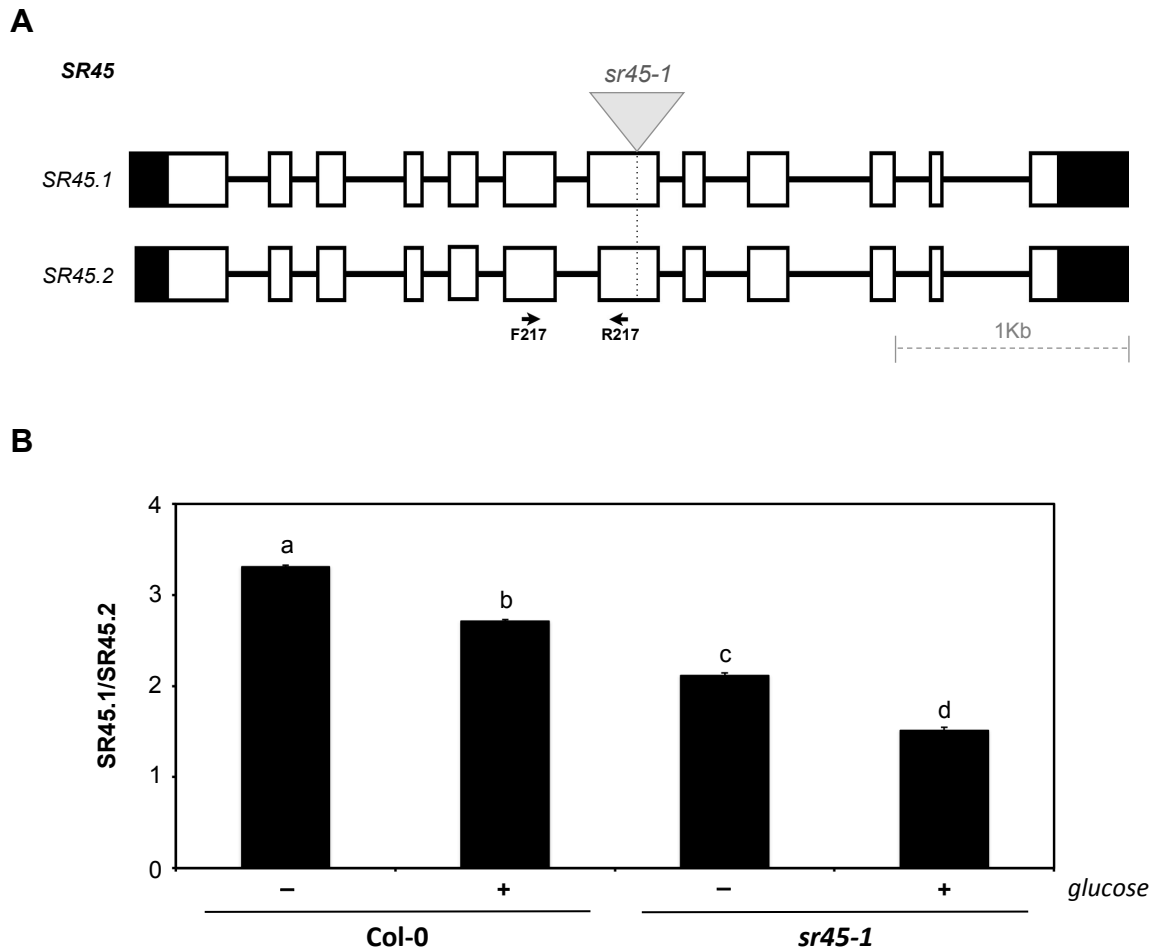 A
SR45
sr45-1
SR45.1
SR45.2
F217
R217
1Kb
B
SR45.1/SR45.2
4
3
2
1
0
a
b
c
d
– + – + glucose
Col-0 sr45-1